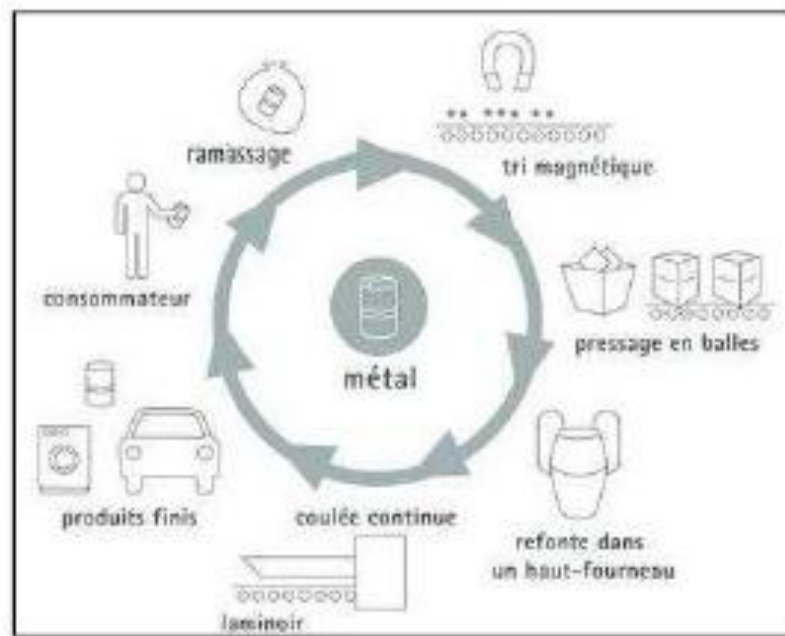 ramassage
tri magnétique
consommateur
pressage en balles
métal
produits finis
coulée continue
refonte dans
un haut-fourneau
laminoir